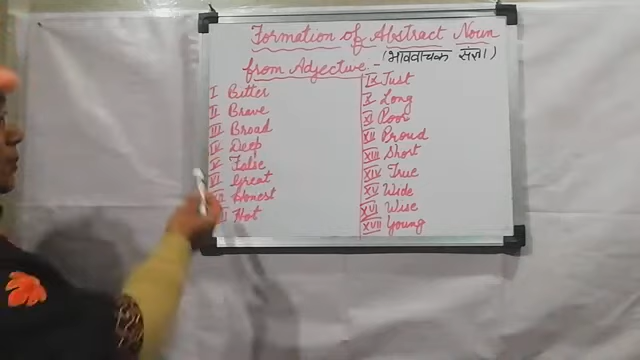 Formation of Abstract Noun
from Adjective :- (भाववाचक संज्ञा)
I Bitter
II Brave
III Broad
IV Deep
V False
VI Great
VII Honest
Hot
IX Just
X Long
XI Poor
XII Proud
XIII Short
XIV True
XV Wide
XVI Wise
XVII Young